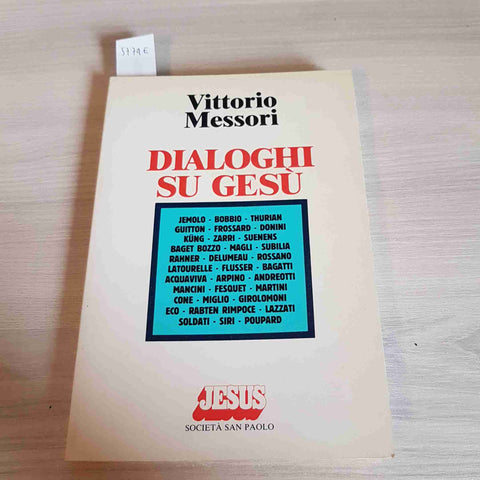 Vittorio
Messori
DIALOGHI
SU GESÙ
JEMOLO - BOBBIO - THURIAN
GUITTON - FROSSARD - DONINI
KÜNG - ZARRI - SUENENS
BAGET BOZZO - MAGLI - SUBILIA
RAHNER - DELUMEAU - ROSSANO
LATOURELLE - FLUSSER - BAGATTI
ACQUAVIVA - ARPINO - ANDREOTTI
MANCINI - FESQUET - MARTINI
CONE - MIGLIO - GIROLOMONI
ECO - RABTEN RIMPOCE - LAZZATI
SOLDATI - SIRI - POUPARD
JESUS
SOCIETÀ SAN PAOLO